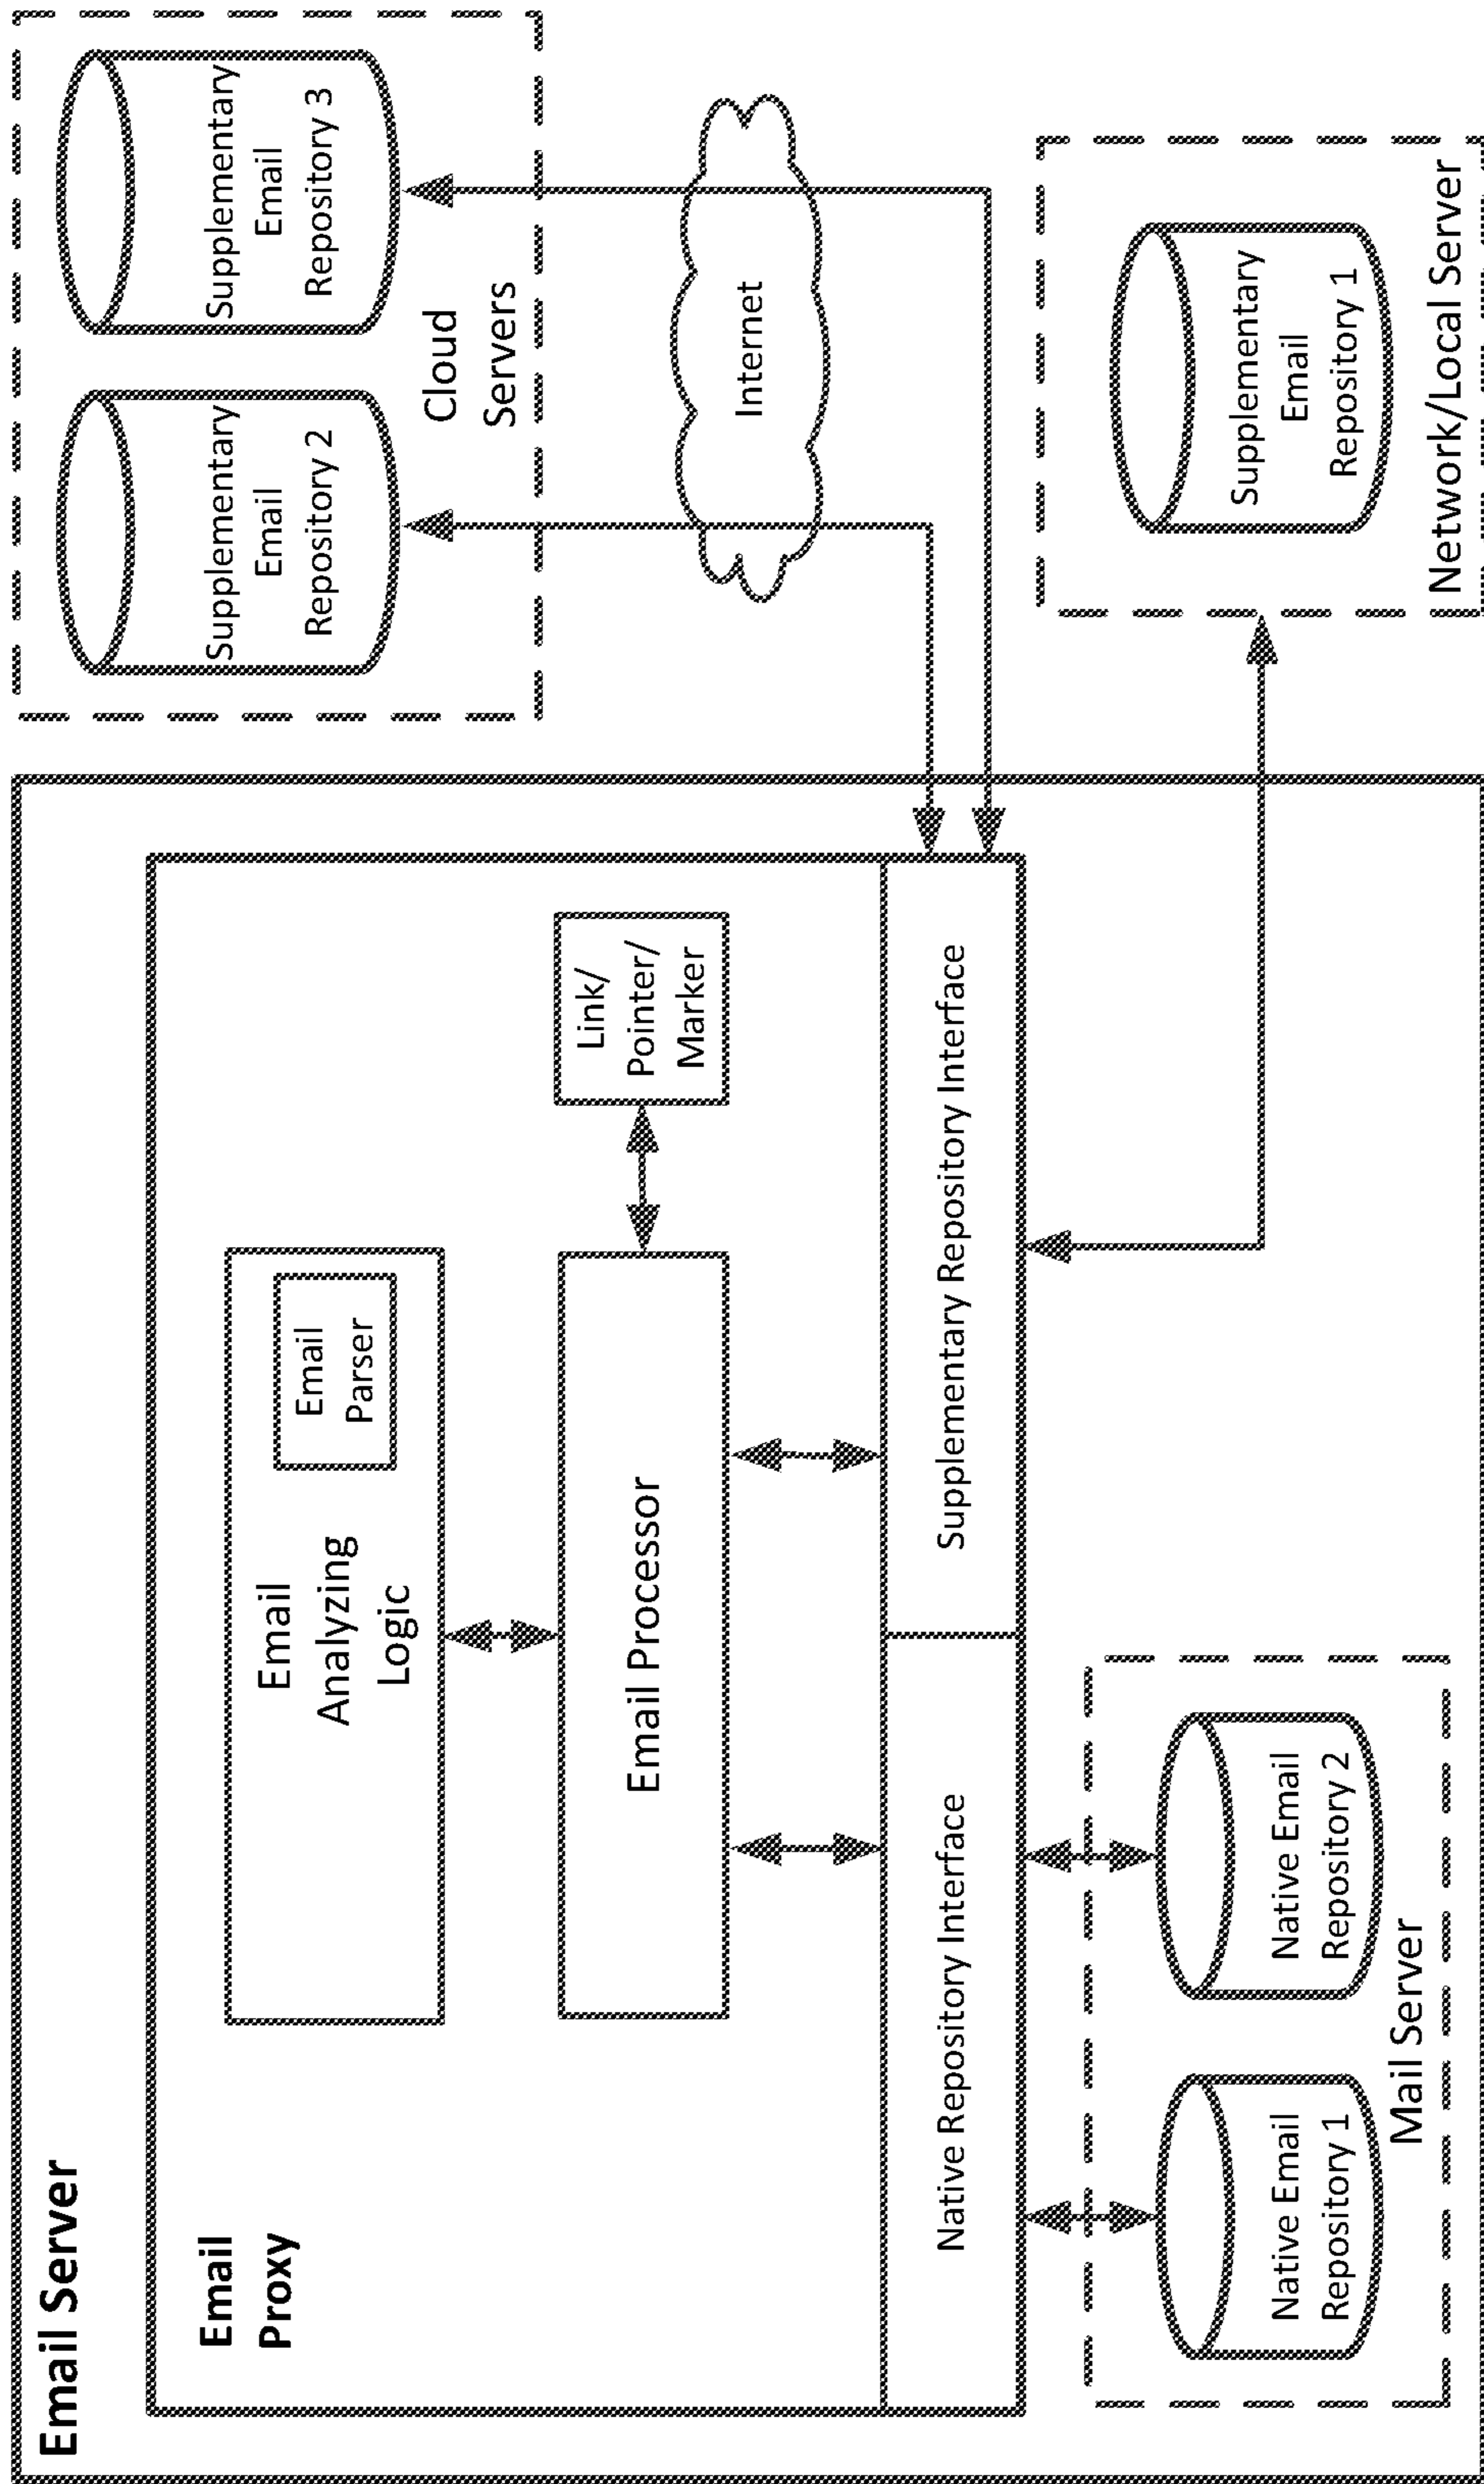 Email Server
Email
Proxy
Email
Analyzing
Logic
Email
Parser
Email Processor
Link/
Pointer/
Marker
Native Repository Interface
Supplementary Repository Interface
Native Email
Repository 1
Native Email
Repository 2
Mail Server
Supplementary
Email
Repository 2
Supplementary
Email
Repository 3
Cloud
Servers
Internet
Supplementary
Email
Repository 1
Network/Local Server